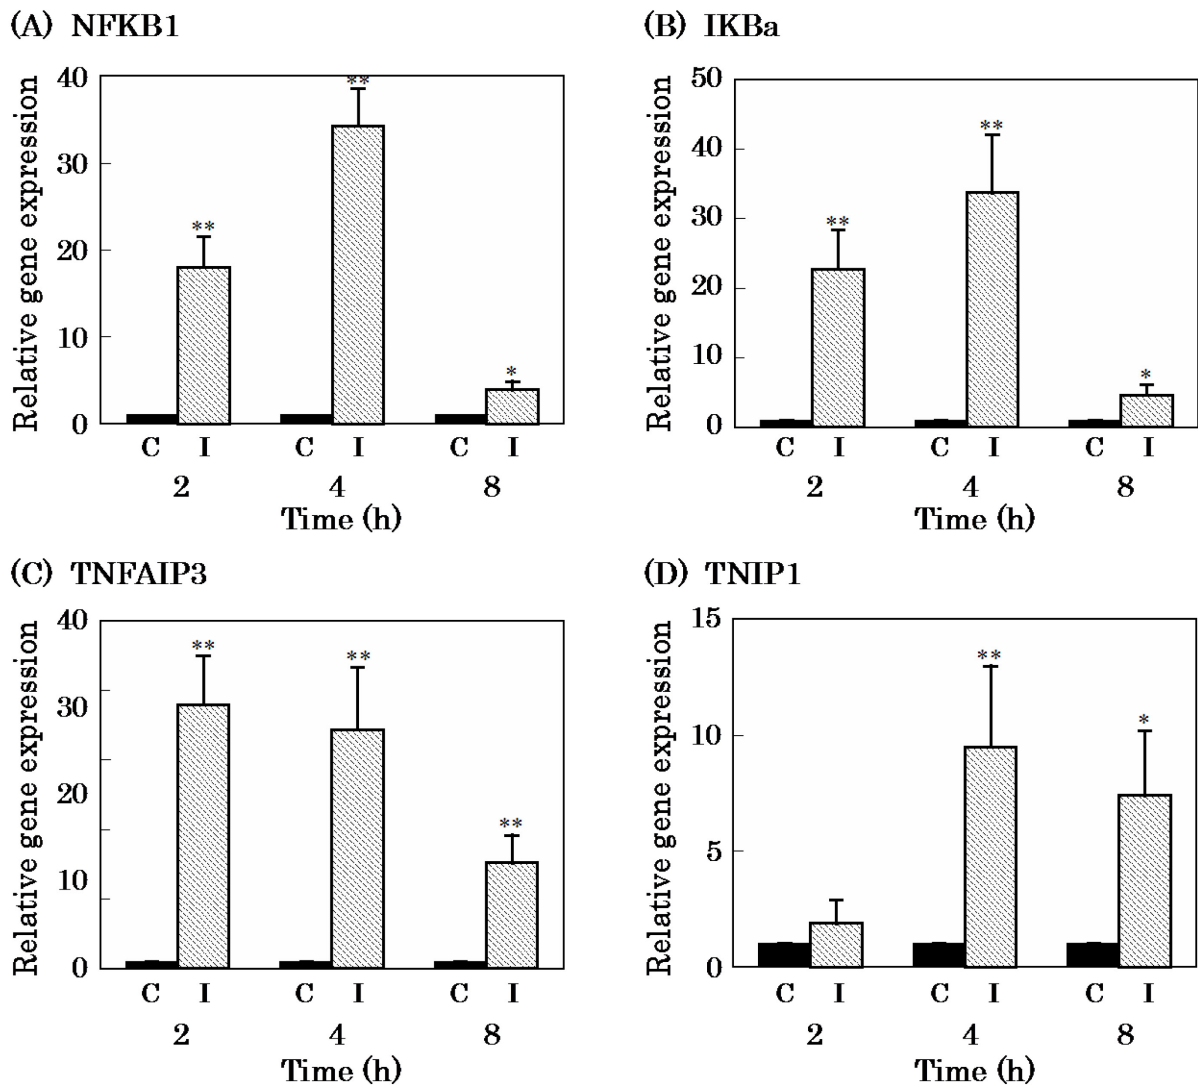 (A) NFKB1
Relative gene expression
40
30
20
10
0
**
**
*
C I C I C I
2 4 8
Time (h)
(B) IKBa
Relative gene expression
50
40
30
20
10
0
**
**
*
C I C I C I
2 4 8
Time (h)
(C) TNFAIP3
Relative gene expression
40
30
20
10
0
**
**
**
C I C I C I
2 4 8
Time (h)
(D) TNIP1
Relative gene expression
15
10
5
0
**
*
C I C I C I
2 4 8
Time (h)